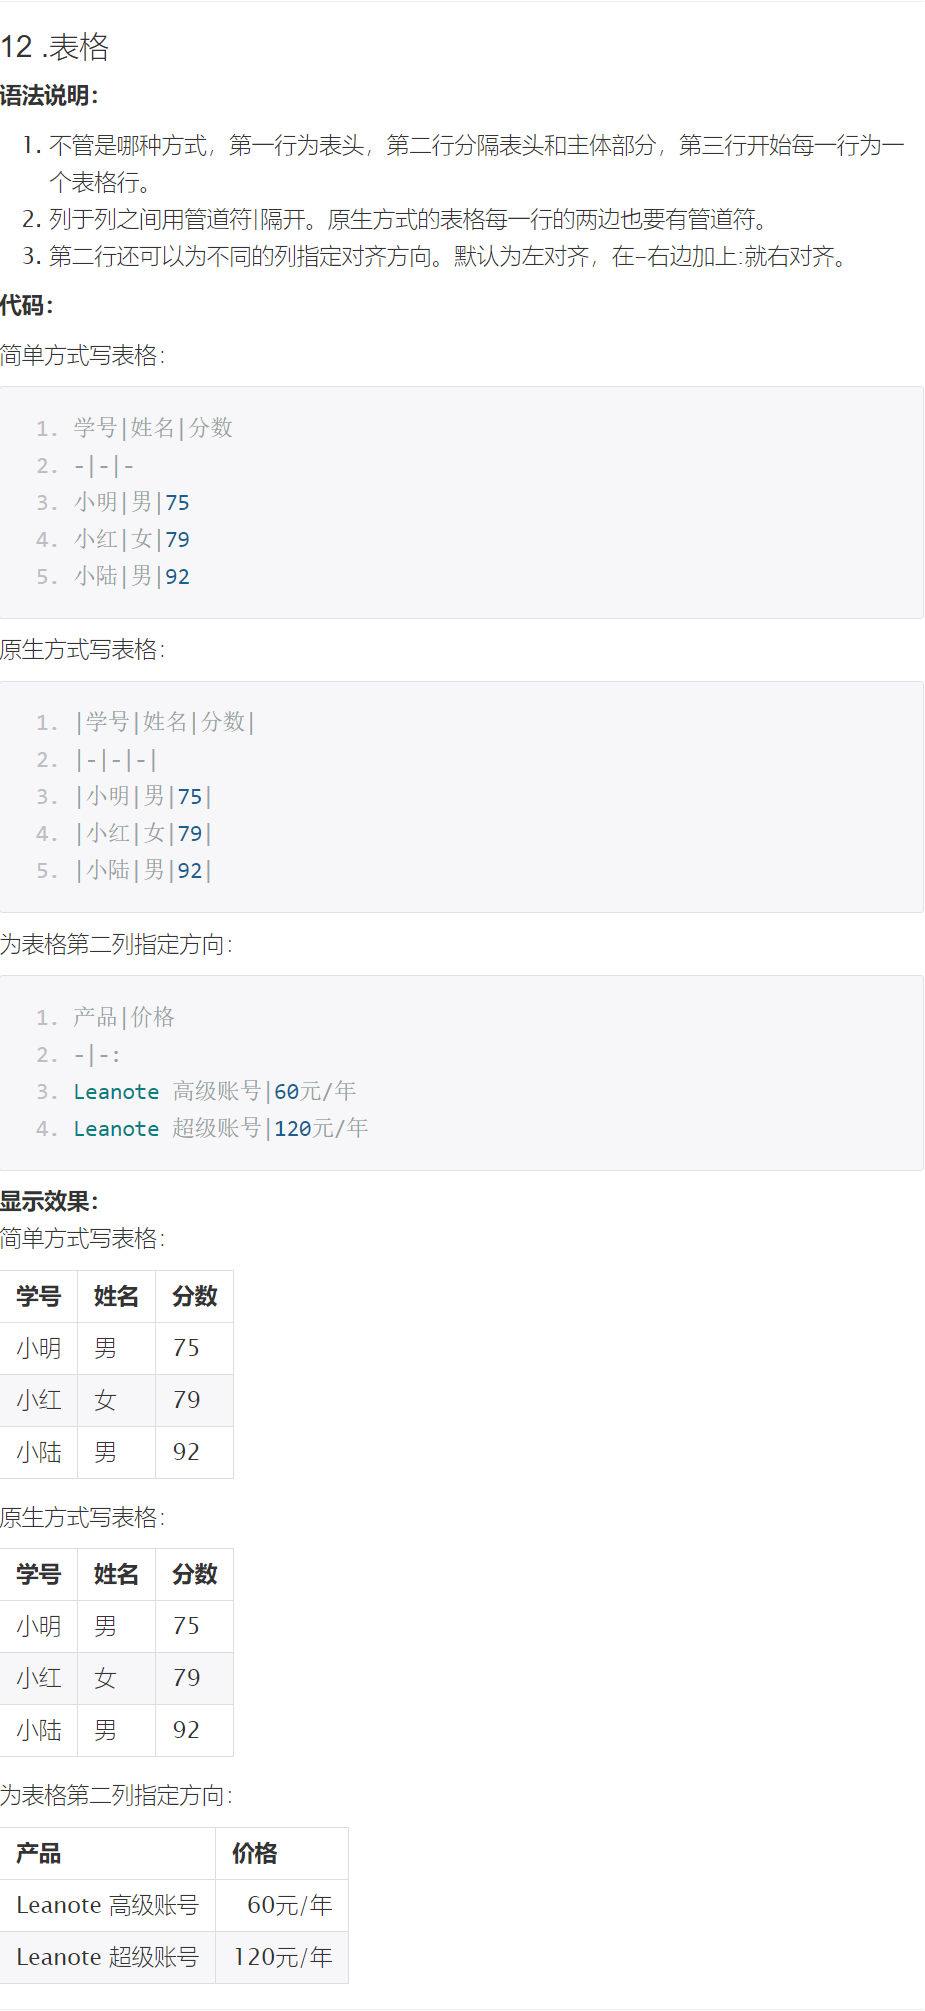 12 .表格
语法说明：
1. 不管是哪种方式，第一行为表头，第二行分隔表头和主体部分，第三行开始每一行为一
个表格行。
2. 列于列之间用管道符|隔开。原生方式的表格每一行的两边也要有管道符。
3. 第二行还可以为不同的列指定对齐方向。默认为左对齐，在-右边加上:就右对齐。
代码：
简单方式写表格：
1. 学号|姓名|分数
2. -|-|-
3. 小明|男|75
4. 小红|女|79
5. 小陆|男|92
原生方式写表格：
1. |学号|姓名|分数|
2. |-|-|-|
3. |小明|男|75|
4. |小红|女|79|
5. |小陆|男|92|
为表格第二列指定方向：
1. 产品|价格
2. -|-:
3. Leanote 高级账号|60元/年
4. Leanote 超级账号|120元/年
显示效果：
简单方式写表格：
学号 姓名 分数
小明 男 75
小红 女 79
小陆 男 92
原生方式写表格：
学号 姓名 分数
小明 男 75
小红 女 79
小陆 男 92
为表格第二列指定方向：
产品 价格
Leanote 高级账号 60元/年
Leanote 超级账号 120元/年